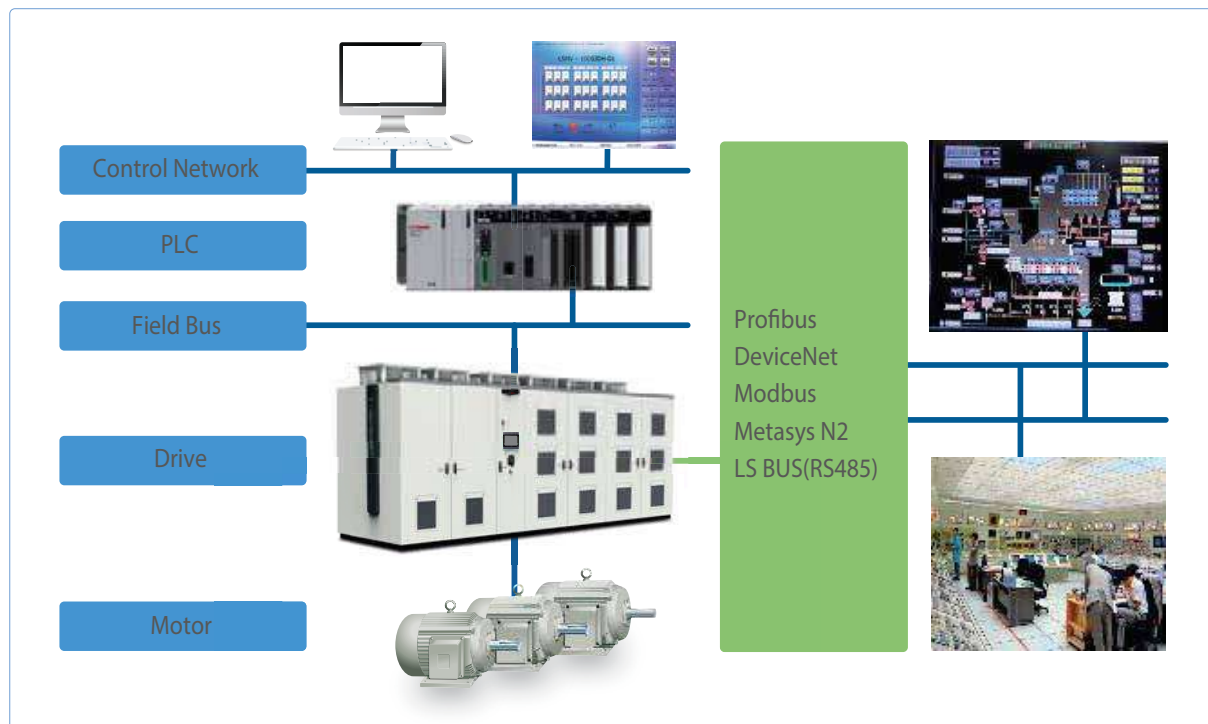 Control Network
PLC
Field Bus
Drive
Motor
Profibus
DeviceNet
Modbus
Metasys N2
LS BUS(RS485)